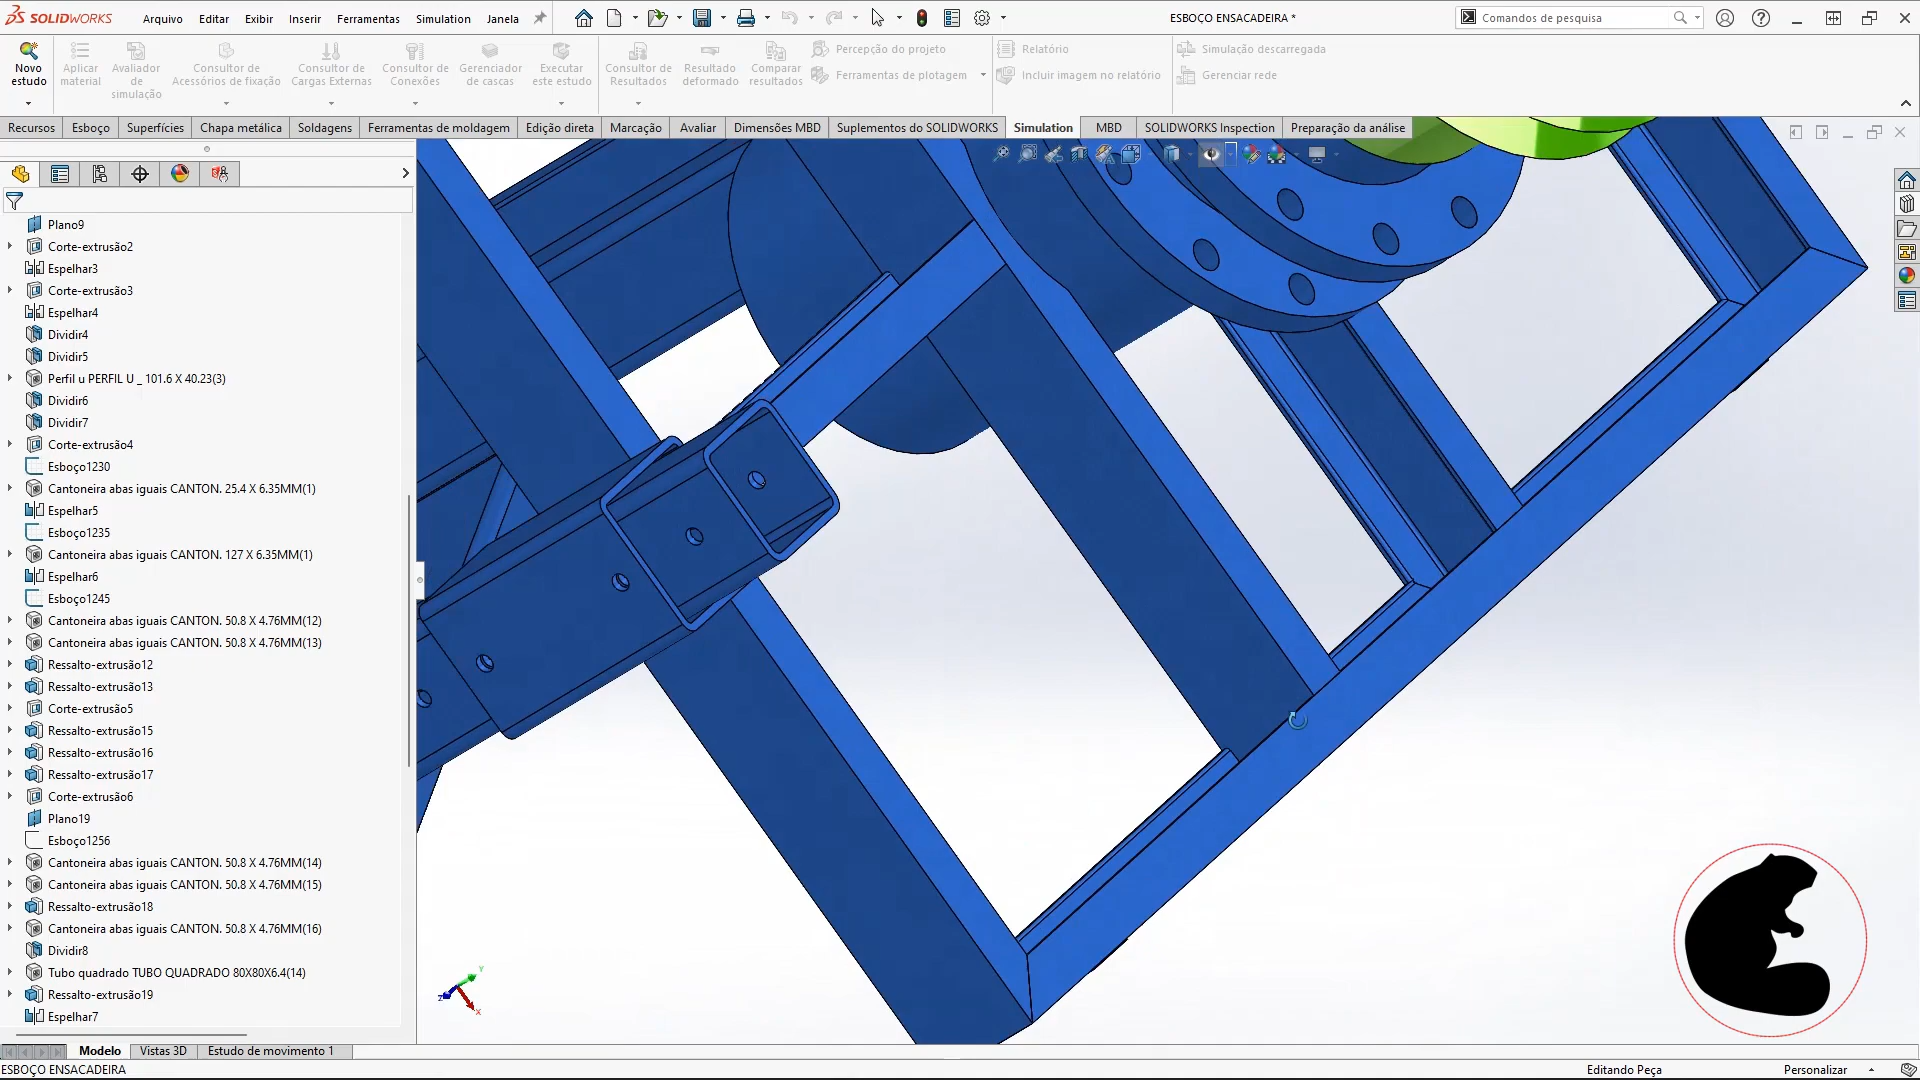 SOLIDWORKS
Arquivo Editar Exibir Inserir Ferramentas Simulation Janela
ESBOÇO ENSACADEIRA *
Comandos de pesquisa
Novo estudo
Aplicar material
Avaliador de simulação
Consultor de Acessórios de fixação
Consultor de Cargas Externas
Consultor de Conexões
Gerenciador de cascas
Executar este estudo
Consultor de Resultados
Resultado deformado
Comparar resultados
Percepção do projeto
Ferramentas de plotagem
Relatório
Incluir imagem no relatório
Simulação descarregada
Gerenciar rede
Recursos Esboço Superfícies Chapa metálica Soldagens Ferramentas de moldagem Edição direta Marcação Avaliar Dimensões MBD Suplementos do SOLIDWORKS Simulation MBD SOLIDWORKS Inspection Preparação da análise
Plano9
Corte-extrusão2
Espelhar3
Corte-extrusão3
Espelhar4
Dividir4
Dividir5
Perfil u PERFIL U _ 101.6 X 40.23(3)
Dividir6
Dividir7
Corte-extrusão4
Esboço1230
Cantoneira abas iguais CANTON. 25.4 X 6.35MM(1)
Espelhar5
Esboço1235
Cantoneira abas iguais CANTON. 127 X 6.35MM(1)
Espelhar6
Esboço1245
Cantoneira abas iguais CANTON. 50.8 X 4.76MM(12)
Cantoneira abas iguais CANTON. 50.8 X 4.76MM(13)
Ressalto-extrusão12
Ressalto-extrusão13
Corte-extrusão5
Ressalto-extrusão15
Ressalto-extrusão16
Ressalto-extrusão17
Corte-extrusão6
Plano19
Esboço1256
Cantoneira abas iguais CANTON. 50.8 X 4.76MM(14)
Cantoneira abas iguais CANTON. 50.8 X 4.76MM(15)
Ressalto-extrusão18
Cantoneira abas iguais CANTON. 50.8 X 4.76MM(16)
Dividir8
Tubo quadrado TUBO QUADRADO 80X80X6.4(14)
Ressalto-extrusão19
Espelhar7
Y
Z
X
Modelo Vistas 3D Estudo de movimento 1
ESBOÇO ENSACADEIRA
Editando Peça
Personalizar